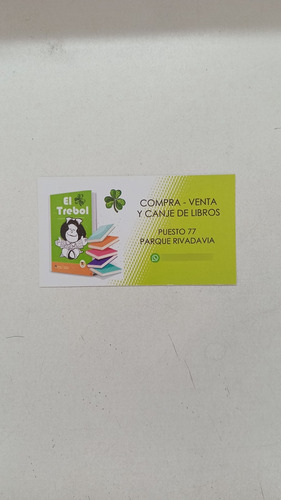 El
Trebol
COMPRA - VENTA
Y CANJE DE LIBROS
PUESTO 77
PARQUE RIVADAVIA